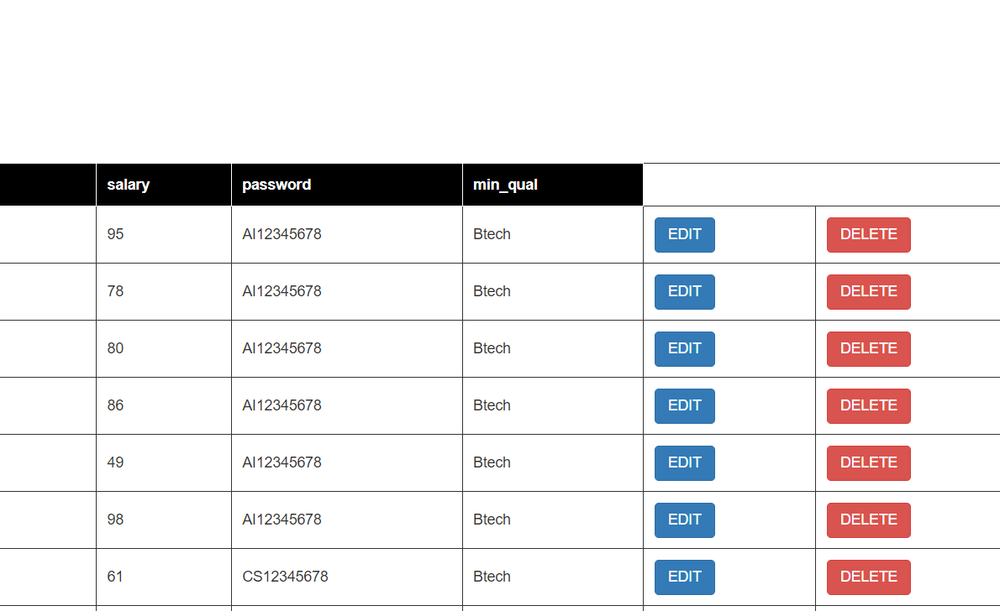 salary password min_qual
95 AI12345678 Btech EDIT DELETE
78 AI12345678 Btech EDIT DELETE
80 AI12345678 Btech EDIT DELETE
86 AI12345678 Btech EDIT DELETE
49 AI12345678 Btech EDIT DELETE
98 AI12345678 Btech EDIT DELETE
61 CS12345678 Btech EDIT DELETE